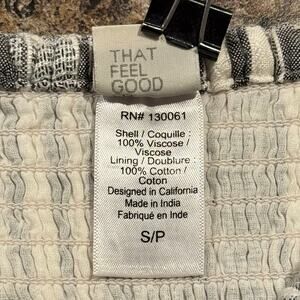 THAT
FEEL
GOOD
RN# 130061
Shell / Coquille :
100% Viscose /
Viscose
Lining / Doublure :
100% Cotton /
Coton
Designed in California
Made in India
Fabriqué en Inde
S/P